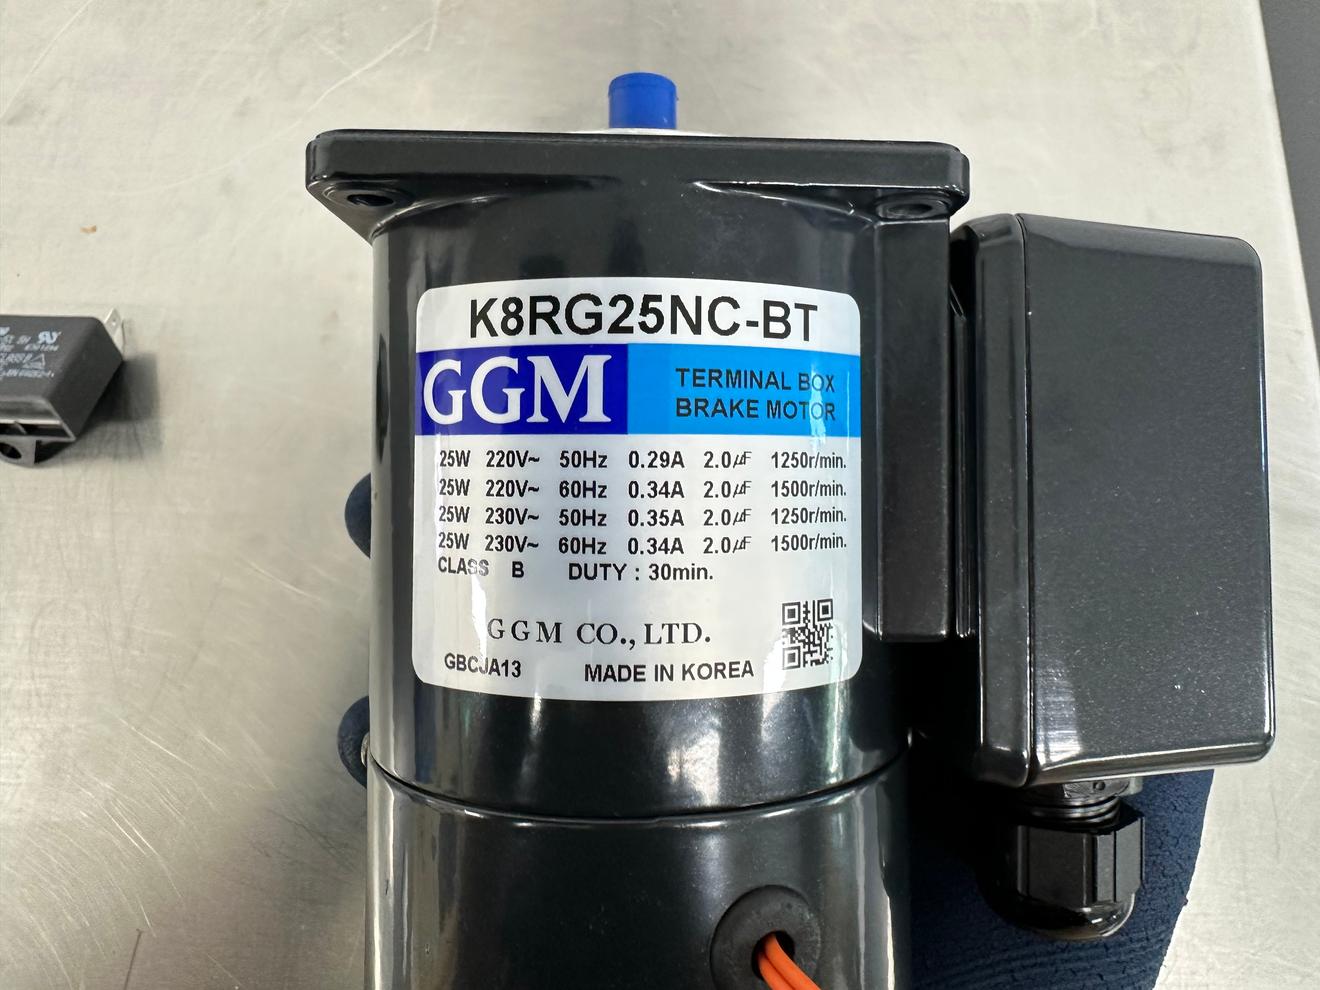 K8RG25NC-BT
GGM
TERMINAL BOX
BRAKE MOTOR
25W 220V~ 50Hz 0.29A 2.0µF 1250r/min.
25W 220V~ 60Hz 0.34A 2.0µF 1500r/min.
25W 230V~ 50Hz 0.35A 2.0µF 1250r/min.
25W 230V~ 60Hz 0.34A 2.0µF 1500r/min.
CLASS B DUTY : 30min.
GGM CO., LTD.
GBCJA13 MADE IN KOREA